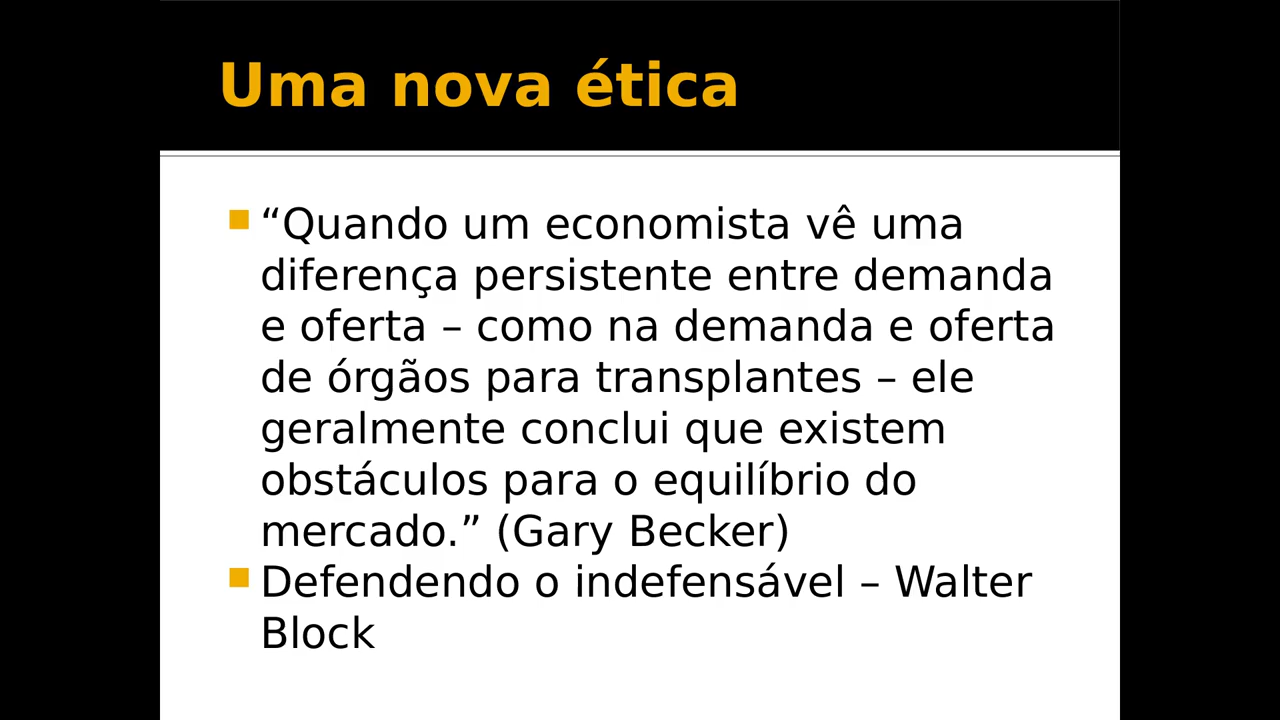 Uma nova ética
“Quando um economista vê uma
diferença persistente entre demanda
e oferta – como na demanda e oferta
de órgãos para transplantes – ele
geralmente conclui que existem
obstáculos para o equilíbrio do
mercado.” (Gary Becker)
Defendendo o indefensável – Walter
Block